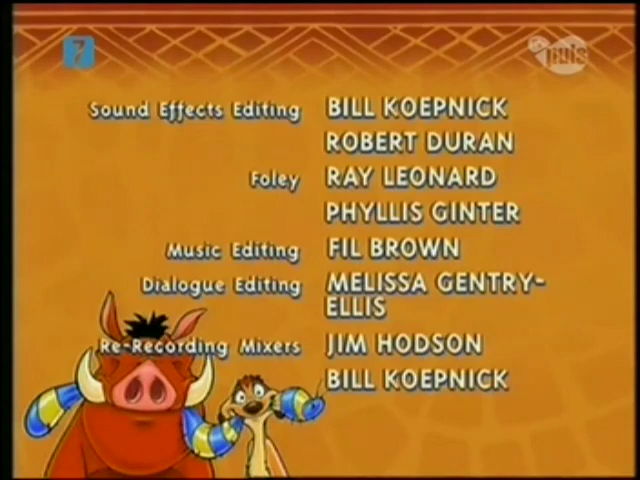 7
puls
Sound Effects Editing BILL KOEPNICK
ROBERT DURAN
Foley RAY LEONARD
PHYLLIS GINTER
Music Editing FIL BROWN
Dialogue Editing MELISSA GENTRY-
ELLIS
Re-Recording Mixers JIM HODSON
BILL KOEPNICK